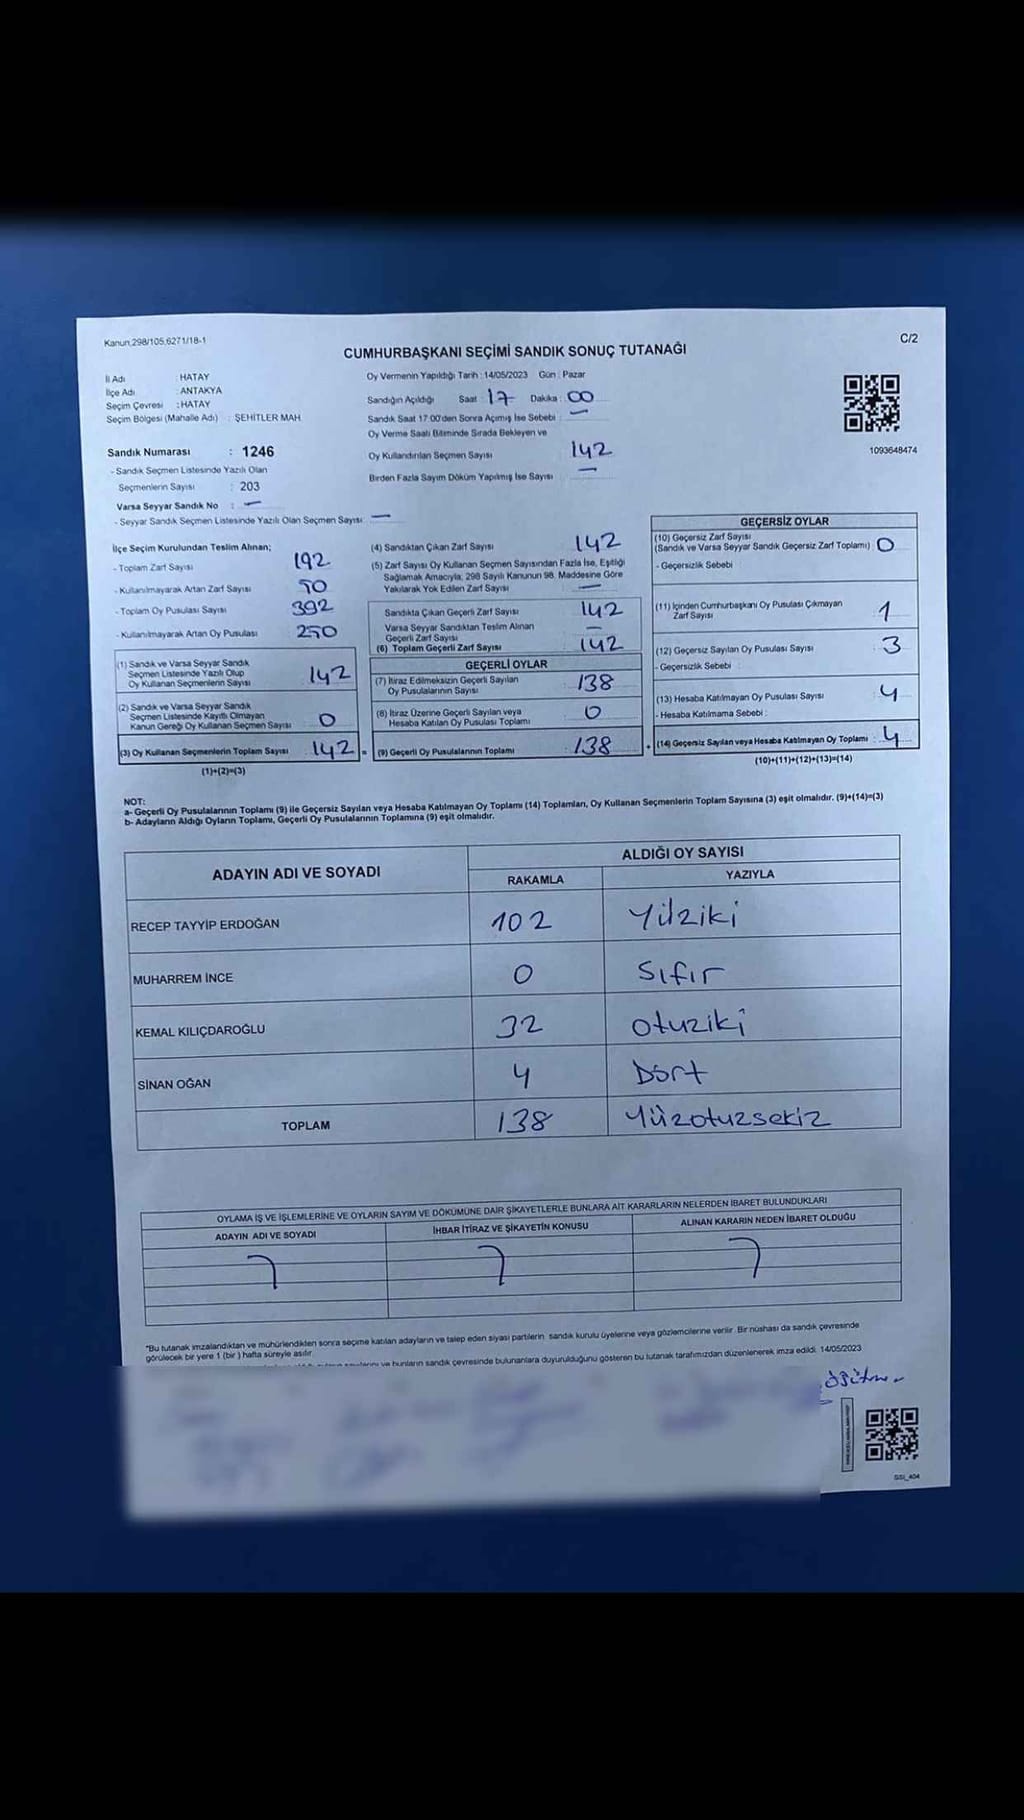 Kanun,298/105,6271/18-1
C/2
CUMHURBAŞKANI SEÇİMİ SANDIK SONUÇ TUTANAĞI
İl Adı : HATAY
İlçe Adı : ANTAKYA
Seçim Çevresi : HATAY
Seçim Bölgesi (Mahalle Adı) : ŞEHİTLER MAH
Sandık Numarası : 1246
- Sandık Seçmen Listesinde Yazılı Olan
Seçmenlerin Sayısı : 203
Varsa Seyyar Sandık No : —
- Seyyar Sandık Seçmen Listesinde Yazılı Olan Seçmen Sayısı —
Oy Vermenin Yapıldığı Tarih : 14/05/2023 Gün : Pazar
Sandığın Açıldığı Saat : 17 Dakika : 00
Sandık Saat 17:00'den Sonra Açımış İse Sebebi : —
Oy Verme Saati Bitiminde Sırada Bekleyen ve
Oy Kullandırılan Seçmen Sayısı 142
Birden Fazla Sayım Döküm Yapılmış İse Sayısı —
1093648474
İlçe Seçim Kurulundan Teslim Alınan;
- Toplam Zarf Sayısı 192
- Kullanılmayarak Artan Zarf Sayısı 50
- Toplam Oy Pusulası Sayısı 392
- Kullanılmayarak Artan Oy Pusulası 250
(1) Sandık ve Varsa Seyyar Sandık
Seçmen Listesinde Yazılı Olup
Oy Kullanan Seçmenlerin Sayısı 142
(2) Sandık ve Varsa Seyyar Sandık
Seçmen Listesinde Kayıtlı Olmayan
Kanun Gereği Oy Kullanan Seçmen Sayısı 0
(3) Oy Kullanan Seçmenlerin Toplam Sayısı 142 =
(1)+(2)=(3)
(4) Sandıktan Çıkan Zarf Sayısı 142
(5) Zarf Sayısı Oy Kullanan Seçmen Sayısından Fazla İse, Eşitliği
Sağlamak Amacıyla; 298 Sayılı Kanunun 98. Maddesine Göre
Yakılarak Yok Edilen Zarf Sayısı —
Sandıkta Çıkan Geçerli Zarf Sayısı 142
Varsa Seyyar Sandıktan Teslim Alınan
Geçerli Zarf Sayısı —
(6) Toplam Geçerli Zarf Sayısı 142
GEÇERLİ OYLAR
(7) İtiraz Edilmeksizin Geçerli Sayılan
Oy Pusulalarının Sayısı : 138
(8) İtiraz Üzerine Geçerli Sayılan veya
Hesaba Katılan Oy Pusulası Toplamı 0
(9) Geçerli Oy Pusulalarının Toplamı : 138 +
GEÇERSİZ OYLAR
(10) Geçersiz Zarf Sayısı
(Sandık ve Varsa Seyyar Sandık Geçersiz Zarf Toplamı) 0
- Geçersizlik Sebebi
(11) İçinden Cumhurbaşkanı Oy Pusulası Çıkmayan
Zarf Sayısı 1
(12) Geçersiz Sayılan Oy Pusulası Sayısı 3
- Geçersizlik Sebebi :
(13) Hesaba Katılmayan Oy Pusulası Sayısı 4
- Hesaba Katılmama Sebebi :
(14) Geçersiz Sayılan veya Hesaba Katılmayan Oy Toplamı : 4
(10)+(11)+(12)+(13)=(14)
NOT:
a- Geçerli Oy Pusulalarının Toplamı (9) ile Geçersiz Sayılan veya Hesaba Katılmayan Oy Toplamı (14) Toplamları, Oy Kullanan Seçmenlerin Toplam Sayısına (3) eşit olmalıdır. (9)+(14)=(3)
b- Adayların Aldığı Oyların Toplamı, Geçerli Oy Pusulalarının Toplamına (9) eşit olmalıdır.
ADAYIN ADI VE SOYADI
ALDIĞI OY SAYISI
RAKAMLA YAZIYLA
RECEP TAYYİP ERDOĞAN 102 Yüziki
MUHARREM İNCE 0 Sıfır
KEMAL KILIÇDAROĞLU 32 otuziki
SİNAN OĞAN 4 Dört
TOPLAM 138 Yüzotuzsekiz
OYLAMA İŞ VE İŞLEMLERİNE VE OYLARIN SAYIM VE DÖKÜMÜNE DAİR ŞİKAYETLERLE BUNLARA AİT KARARLARIN NELERDEN İBARET BULUNDUKLARI
ADAYIN ADI VE SOYADI İHBAR İTİRAZ VE ŞİKAYETİN KONUSU ALINAN KARARIN NEDEN İBARET OLDUĞU
*Bu tutanak imzalandıktan ve mühürlendikten sonra seçime katılan adayların ve talep eden siyasi partilerin sandık kurulu üyelerine veya gözlemcilerine verilir. Bir nüshası da sandık çevresinde
görülecek bir yere 1 (bir ) hafta süreyle asılır.
ve bunların sandık çevresinde bulunanlara duyurulduğunu gösteren bu tutanak tarafımızdan düzenlenerek imza edildi. 14/05/2023
SSI_404